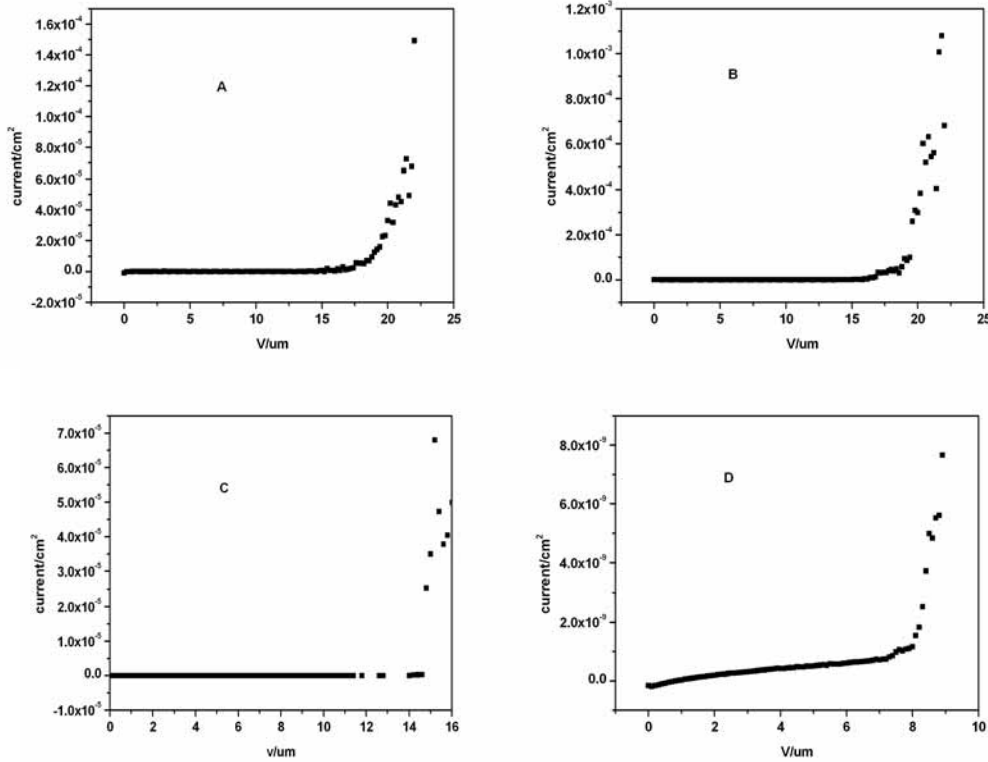 1.6x10⁻⁴
1.4x10⁻⁴
1.2x10⁻⁴
1.0x10⁻⁴
8.0x10⁻⁵
6.0x10⁻⁵
4.0x10⁻⁵
2.0x10⁻⁵
0.0
-2.0x10⁻⁵
current/cm²
A
0 5 10 15 20 25
V/um
1.2x10⁻³
9.0x10⁻⁴
6.0x10⁻⁴
4.0x10⁻⁴
2.0x10⁻⁴
0.0
current/cm²
B
0 5 10 15 20 25
V/um
7.0x10⁻⁵
6.0x10⁻⁵
5.0x10⁻⁵
4.0x10⁻⁵
3.0x10⁻⁵
2.0x10⁻⁵
1.0x10⁻⁵
0.0
-1.0x10⁻⁵
current/cm²
C
0 2 4 6 8 10 12 14 16
v/um
8.0x10⁻⁹
6.0x10⁻⁹
4.0x10⁻⁹
2.0x10⁻⁹
0.0
current/cm²
D
0 2 4 6 8 10
V/um